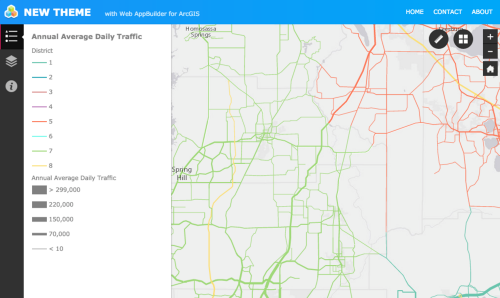 NEW THEME with Web AppBuilder for ArcGIS HOME CONTACT ABOUT
Annual Average Daily Traffic
District
1
2
3
4
5
6
7
8
Annual Average Daily Traffic
> 299,000
220,000
150,000
70,000
< 10
Homosassa
Springs
Spring
Hill